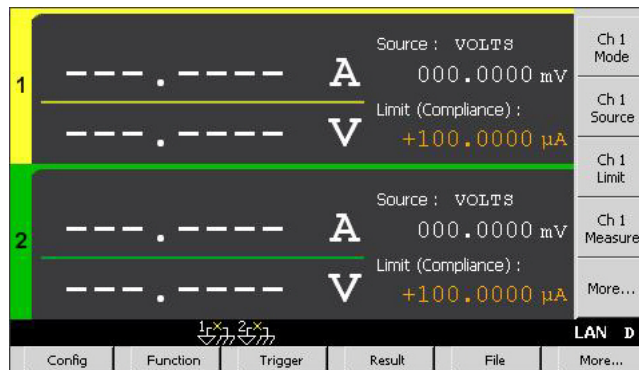 1
Source : VOLTS
---.---- A
000.0000 mV
Limit (Compliance) :
---.---- V
+100.0000 µA
2
Source : VOLTS
---.---- A
000.0000 mV
Limit (Compliance) :
---.---- V
+100.0000 µA
Ch 1
Mode
Ch 1
Source
Ch 1
Limit
Ch 1
Measure
More...
1 2
LAN D
Config Function Trigger Result File More...